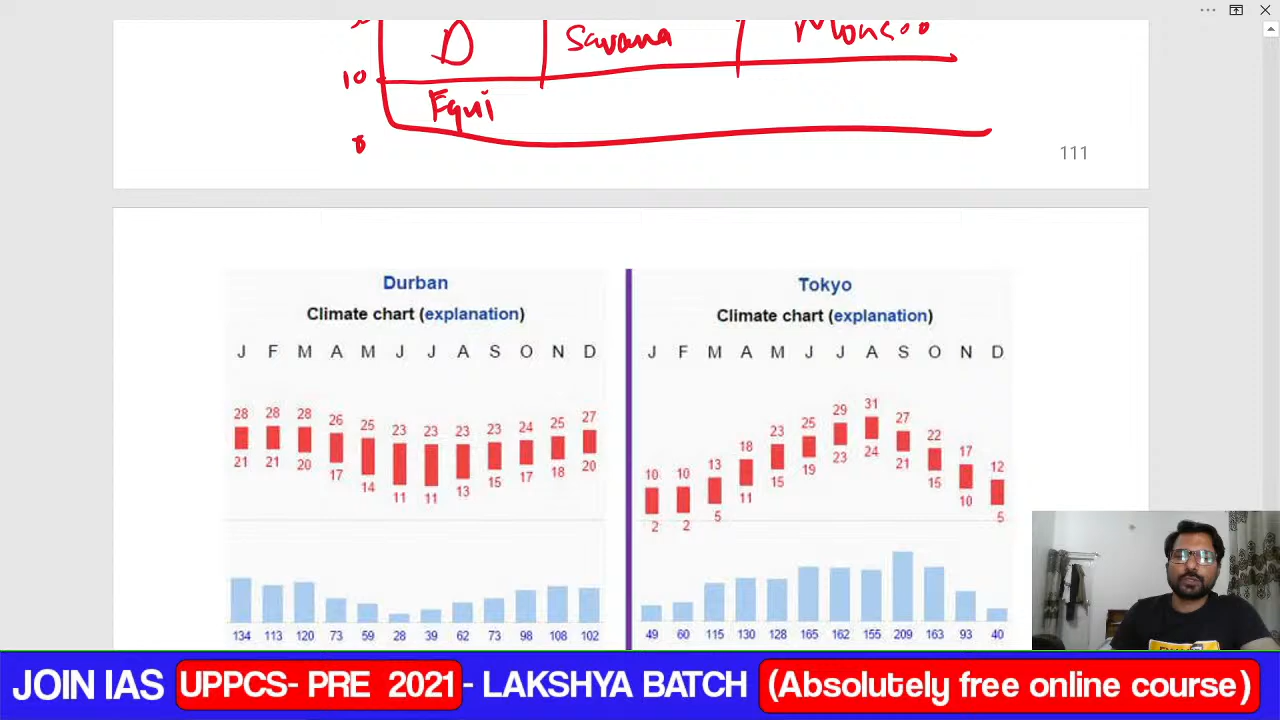 D Savana Monsoo
10
Equi
0
111
Durban
Climate chart (explanation)
J F M A M J J A S O N D
28 28 28 26 25 23 23 23 23 24 25 27
21 21 20 17 14 11 11 13 15 17 18 20
134 113 120 73 59 28 39 62 73 98 108 102
Tokyo
Climate chart (explanation)
J F M A M J J A S O N D
10 10 13 18 23 25 29 31 27 22 17 12
2 2 5 11 15 19 23 24 21 15 10 5
49 60 115 130 128 165 162 155 209 163 93 40
JOIN IAS UPPCS- PRE 2021 - LAKSHYA BATCH (Absolutely free online course)